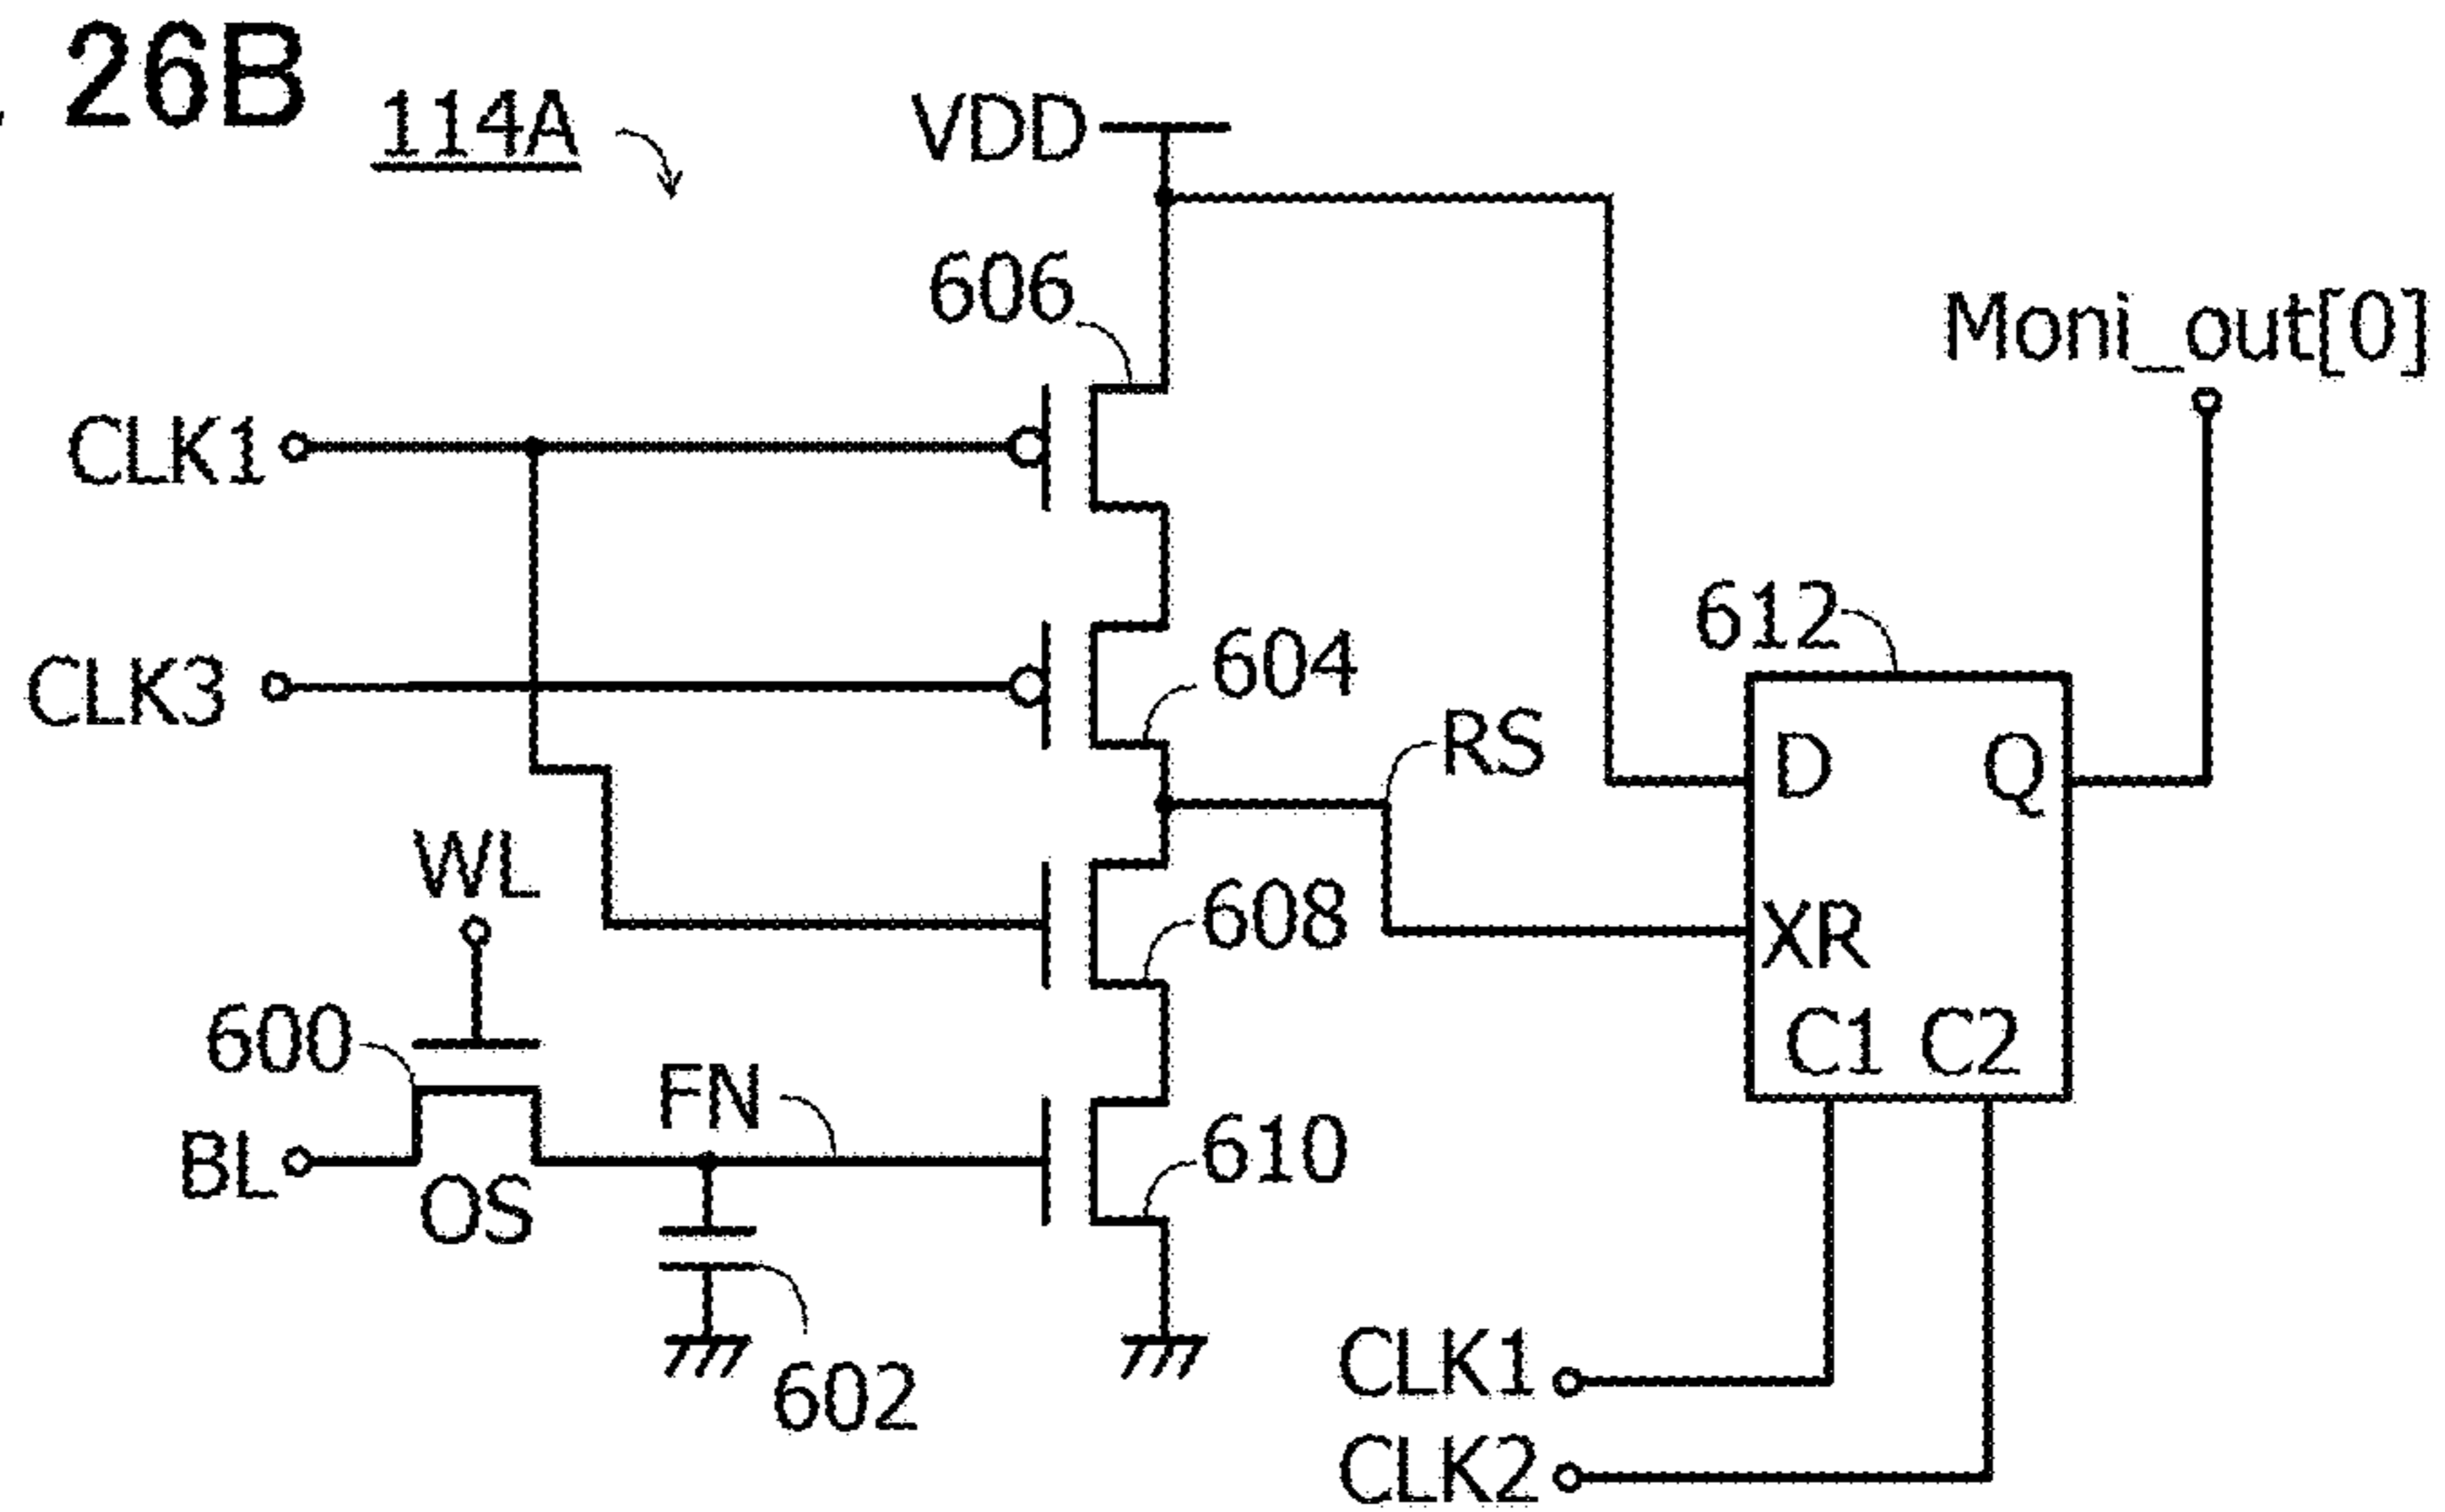 26B
114A
VDD
606
Moni_out[0]
CLK1
612
604
CLK3
RS
D Q
WL
608
XR
600
C1 C2
FN
BL
610
OS
CLK1
602
CLK2